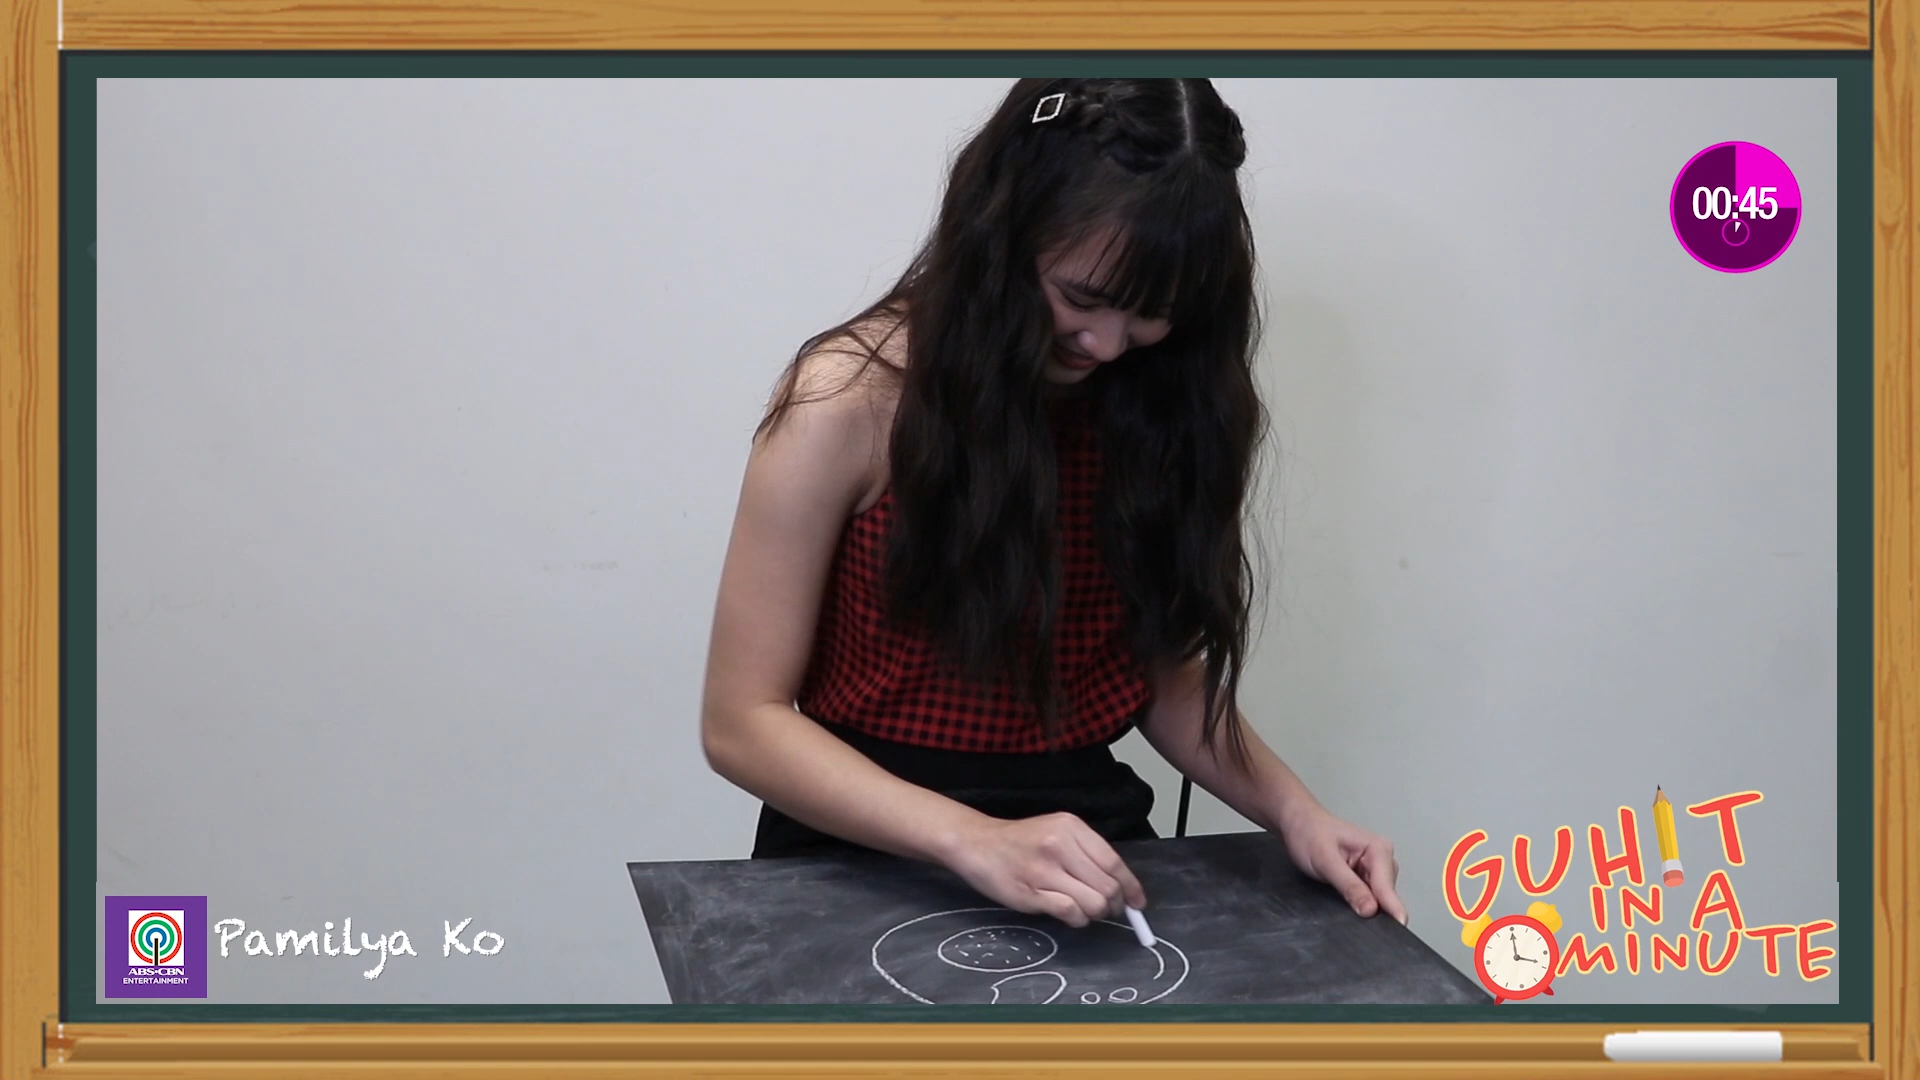 00:45
GUHIT
IN A
MINUTE
Pamilya Ko
ABS-CBN
ENTERTAINMENT